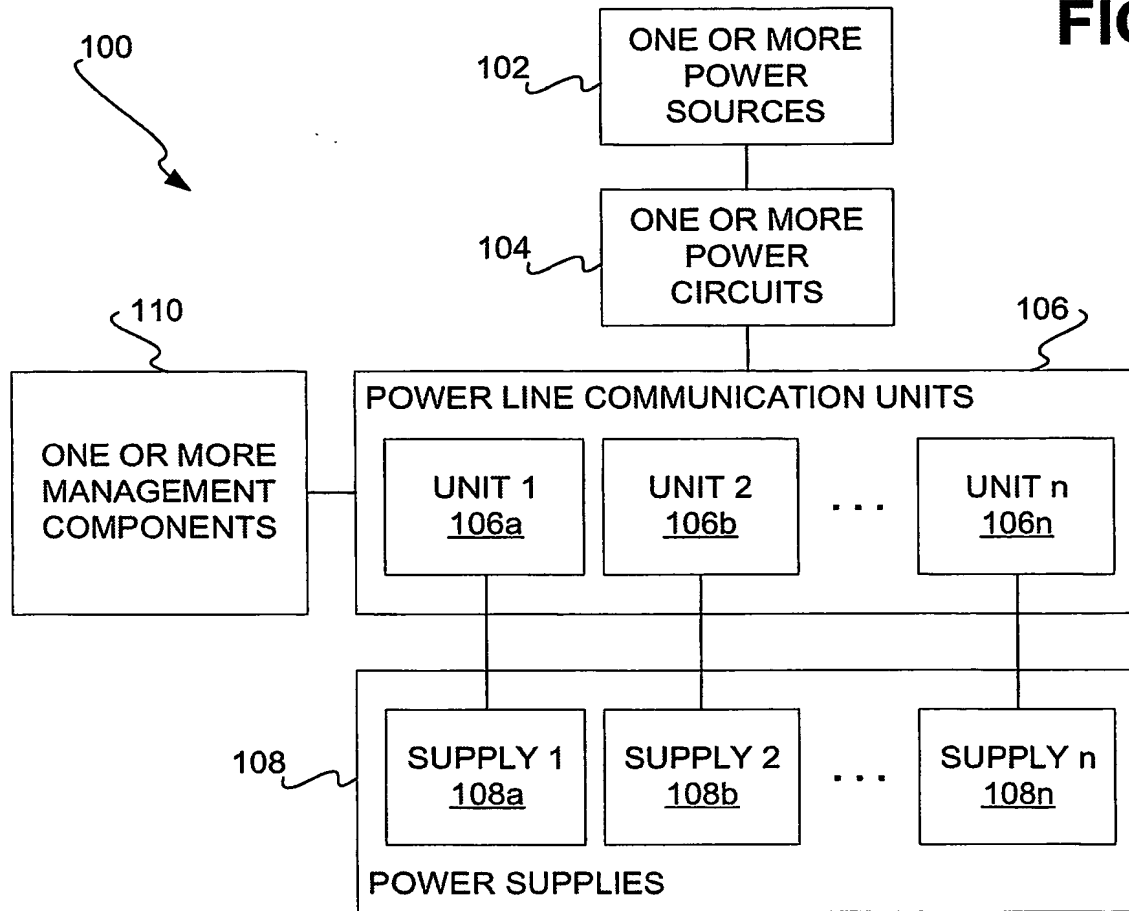 FIG
100
102
ONE OR MORE
POWER
SOURCES
104
ONE OR MORE
POWER
CIRCUITS
110
106
ONE OR MORE
MANAGEMENT
COMPONENTS
POWER LINE COMMUNICATION UNITS
UNIT 1
106a
UNIT 2
106b
. . .
UNIT n
106n
108
SUPPLY 1
108a
SUPPLY 2
108b
. . .
SUPPLY n
108n
POWER SUPPLIES